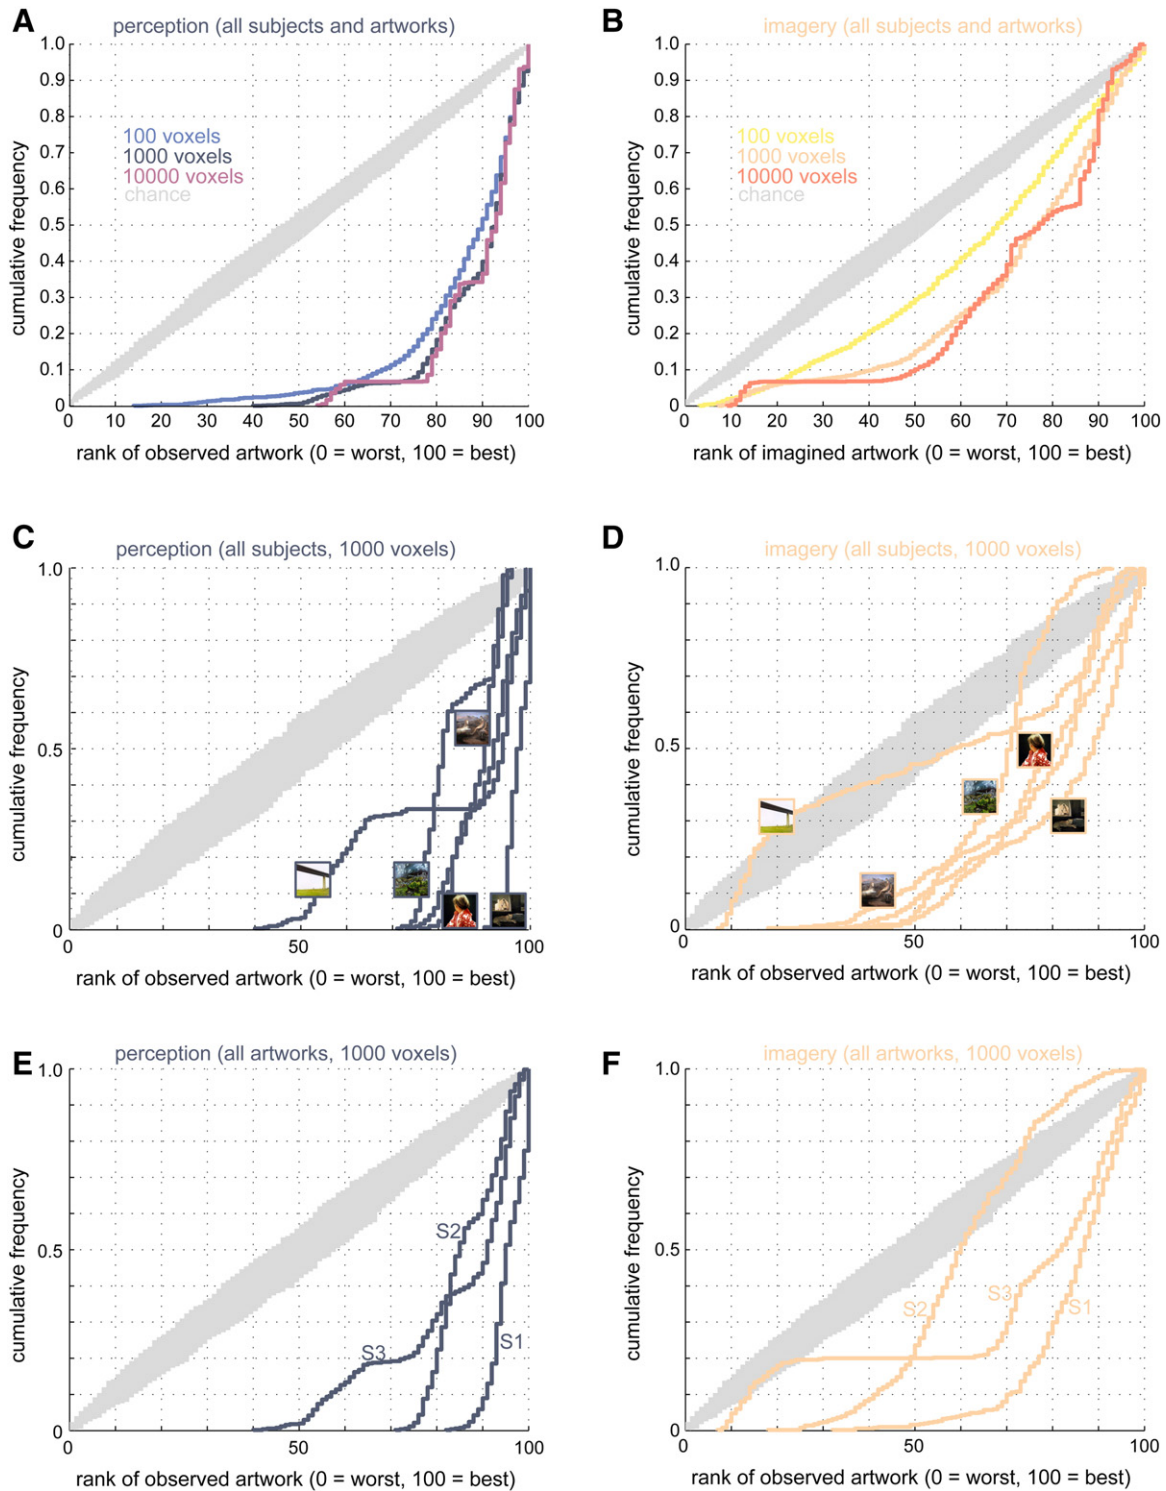 A
perception (all subjects and artworks)
1.0
0.9
0.8
0.7
0.6
0.5
0.4
0.3
0.2
0.1
0
cumulative frequency
100 voxels
1000 voxels
10000 voxels
chance
0 10 20 30 40 50 60 70 80 90 100
rank of observed artwork (0 = worst, 100 = best)
B
imagery (all subjects and artworks)
1.0
0.9
0.8
0.7
0.6
0.5
0.4
0.3
0.2
0.1
0
cumulative frequency
100 voxels
1000 voxels
10000 voxels
chance
0 10 20 30 40 50 60 70 80 90 100
rank of imagined artwork (0 = worst, 100 = best)
C
perception (all subjects, 1000 voxels)
1.0
0.5
0
cumulative frequency
0 50 100
rank of observed artwork (0 = worst, 100 = best)
D
imagery (all subjects, 1000 voxels)
1.0
0.5
0
cumulative frequency
0 50 100
rank of observed artwork (0 = worst, 100 = best)
E
perception (all artworks, 1000 voxels)
1.0
0.5
0
cumulative frequency
S2
S3
S1
0 50 100
rank of observed artwork (0 = worst, 100 = best)
F
imagery (all artworks, 1000 voxels)
1.0
0.5
0
cumulative frequency
S2
S3
S1
0 50 100
rank of observed artwork (0 = worst, 100 = best)